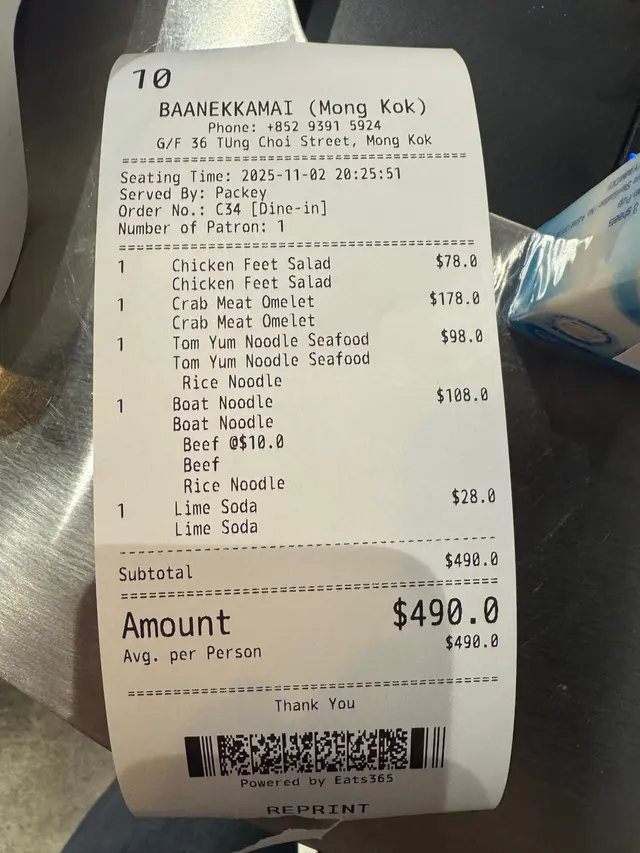 10
BAANEKKAMAI (Mong Kok)
Phone: +852 9391 5924
G/F 36 TUng Choi Street, Mong Kok
Seating Time: 2025-11-02 20:25:51
Served By: Packey
Order No.: C34 [Dine-in]
Number of Patron: 1
1 Chicken Feet Salad $78.0
Chicken Feet Salad
1 Crab Meat Omelet $178.0
Crab Meat Omelet
1 Tom Yum Noodle Seafood $98.0
Tom Yum Noodle Seafood
Rice Noodle
1 Boat Noodle $108.0
Boat Noodle
Beef @$10.0
Beef
Rice Noodle
1 Lime Soda $28.0
Lime Soda
Subtotal $490.0
Amount $490.0
Avg. per Person $490.0
Thank You
Powered by Eats365
REPRINT